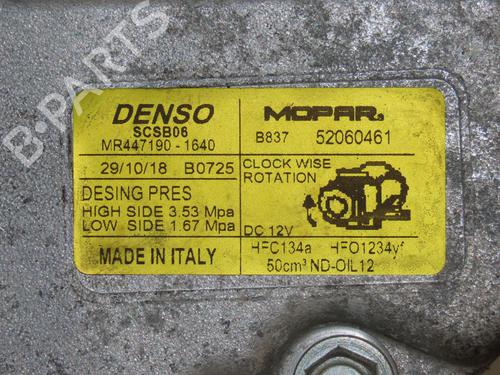 DENSO
SCSB06
MR447190 - 1640
MOPAR
B837 52060461
29/10/18 B0725
DESING PRES
HIGH SIDE 3.53 Mpa
LOW SIDE 1.67 Mpa
CLOCK WISE
ROTATION
DC 12V
MADE IN ITALY
HFC134a HFO1234yf
50cm³ ND-OIL12
B-PARTS